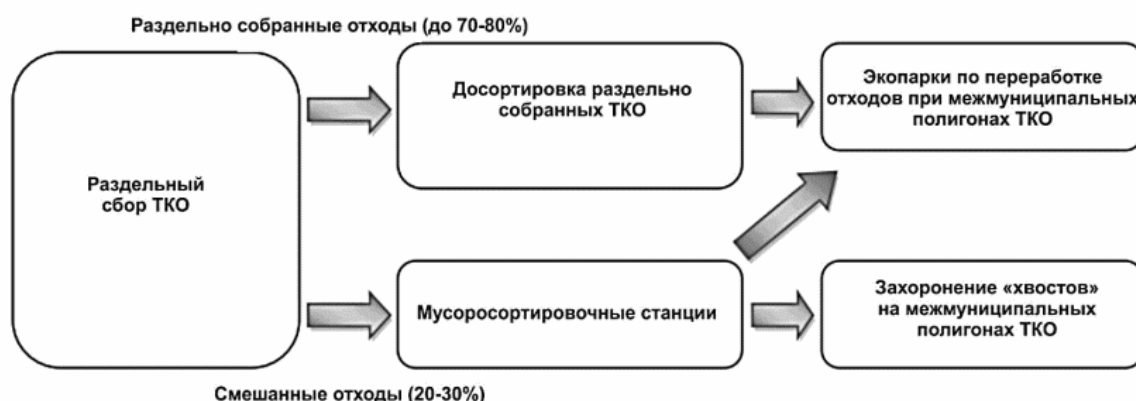 Раздельно собранные отходы (до 70-80%)
Раздельный
сбор ТКО
Досортировка раздельно
собранных ТКО
Экопарки по переработке
отходов при межмуниципальных
полигонах ТКО
Мусоросортировочные станции
Захоронение «хвостов»
на межмуниципальных
полигонах ТКО
Смешанные отходы (20-30%)